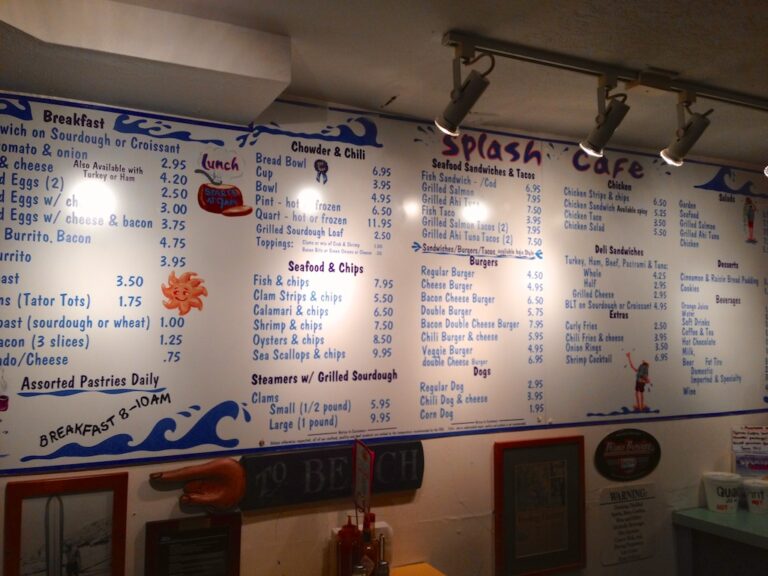 Splash Cafe
Breakfast
wich on Sourdough or Croissant
omato & onion 2.95
& cheese 4.20
Also Available with
Turkey or Ham
d Eggs (2) 2.50
d Eggs w/ ch 3.00
d Eggs w/ cheese & bacon 3.75
Burrito, Bacon 4.75
urrito 3.95
ast 3.50
ns (Tator Tots) 1.75
oast (sourdough or wheat) 1.00
acon (3 slices) 1.25
ado/Cheese .75
Assorted Pastries Daily
BREAKFAST 8-10AM
Lunch
STARTS
Chowder & Chili
Bread Bowl 6.95
Cup 3.95
Bowl 4.95
Pint - hot or frozen 6.50
Quart - hot or frozen 11.95
Grilled Sourdough Loaf 2.50
Toppings:
Seafood & Chips
Fish & chips 7.95
Clam Strips & chips 5.50
Calamari & chips 6.50
Shrimp & chips 7.50
Oysters & chips 8.50
Sea Scallops & chips 9.95
Steamers w/ Grilled Sourdough
Clams
Small (1/2 pound) 5.95
Large (1 pound) 9.95
Seafood Sandwiches & Tacos
Fish Sandwich - /Cod 6.95
Grilled Salmon 7.95
Grilled Ahi Tuna
Fish Taco
Grilled Salmon Tacos (2) 7.95
Grilled Ahi Tuna Tacos (2) 7.50
Sandwiches/Burgers/Tacos Available
Burgers
Regular Burger 4.50
Cheese Burger 4.95
Bacon Cheese Burger 6.50
Double Burger 5.75
Bacon Double Cheese Burger 7.95
Chili Burger & cheese 5.95
Veggie Burger 4.95
double Cheese Burger 6.95
Dogs
Regular Dog 2.95
Chili Dog & cheese 3.95
Corn Dog 1.95
Chicken
Chicken Strips & chips 6.50
Chicken Sandwich Available spicy 5.25
Chicken Taco 3.50
Chicken Salad 5.50
Deli Sandwiches
Turkey, Ham, Beef, Pastrami & Tuna:
Whole 4.25
Half 2.95
Grilled Cheese 2.95
BLT on Sourdough or Croissant 4.95
Extras
Curly Fries 2.50
Chili Fries & cheese 3.95
Onion Rings 3.50
Shrimp Cocktail 6.95
Salads
Garden
Seafood
Grilled Salmon
Grilled Ahi Tuna
Chicken
Desserts
Cinnamon & Raisin Bread Pudding
Cookies
Beverages
Orange Juice
Water
Soft Drinks
Coffee & Tea
Hot Chocolate
Milk,
Beer Fat Tire
Domestic
Imported & Specialty
Wine
TO BEACH
WARNING: